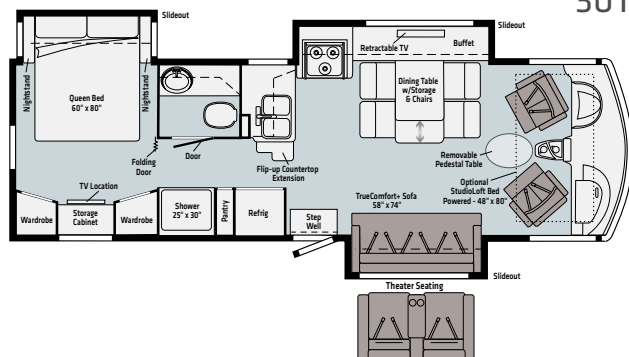 Slideout
Nightstand
Queen Bed
60" x 80"
Nightstand
Folding
Door
Door
Flip-up Countertop
Extension
Slideout
Retractable TV
Buffet
Dining Table
w/Storage
& Chairs
Removable
Pedestal Table
Optional
StudioLoft Bed
Powered - 48" x 80"
TV Location
Wardrobe
Storage
Cabinet
Wardrobe
Shower
25" x 30"
Pantry
Refrig
Step
Well
TrueComfort+ Sofa
58" x 74"
Slideout
Theater Seating